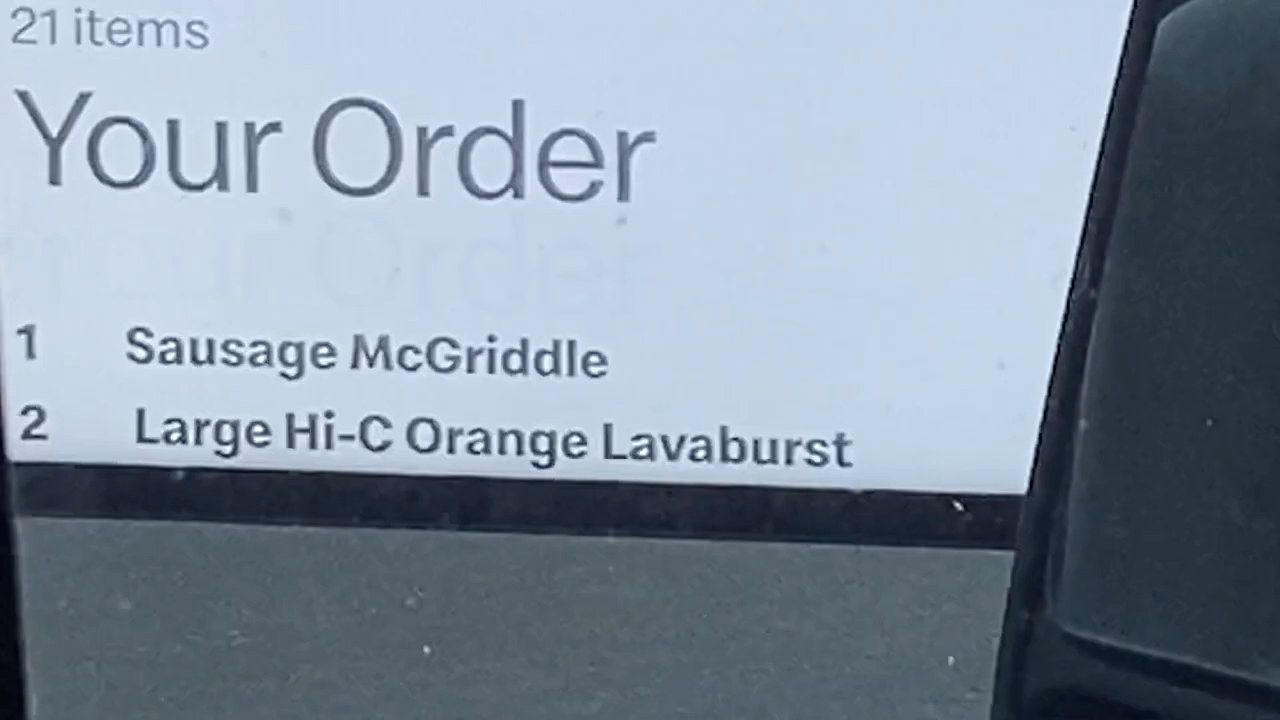 21 items
Your Order
1 Sausage McGriddle
2 Large Hi-C Orange Lavaburst